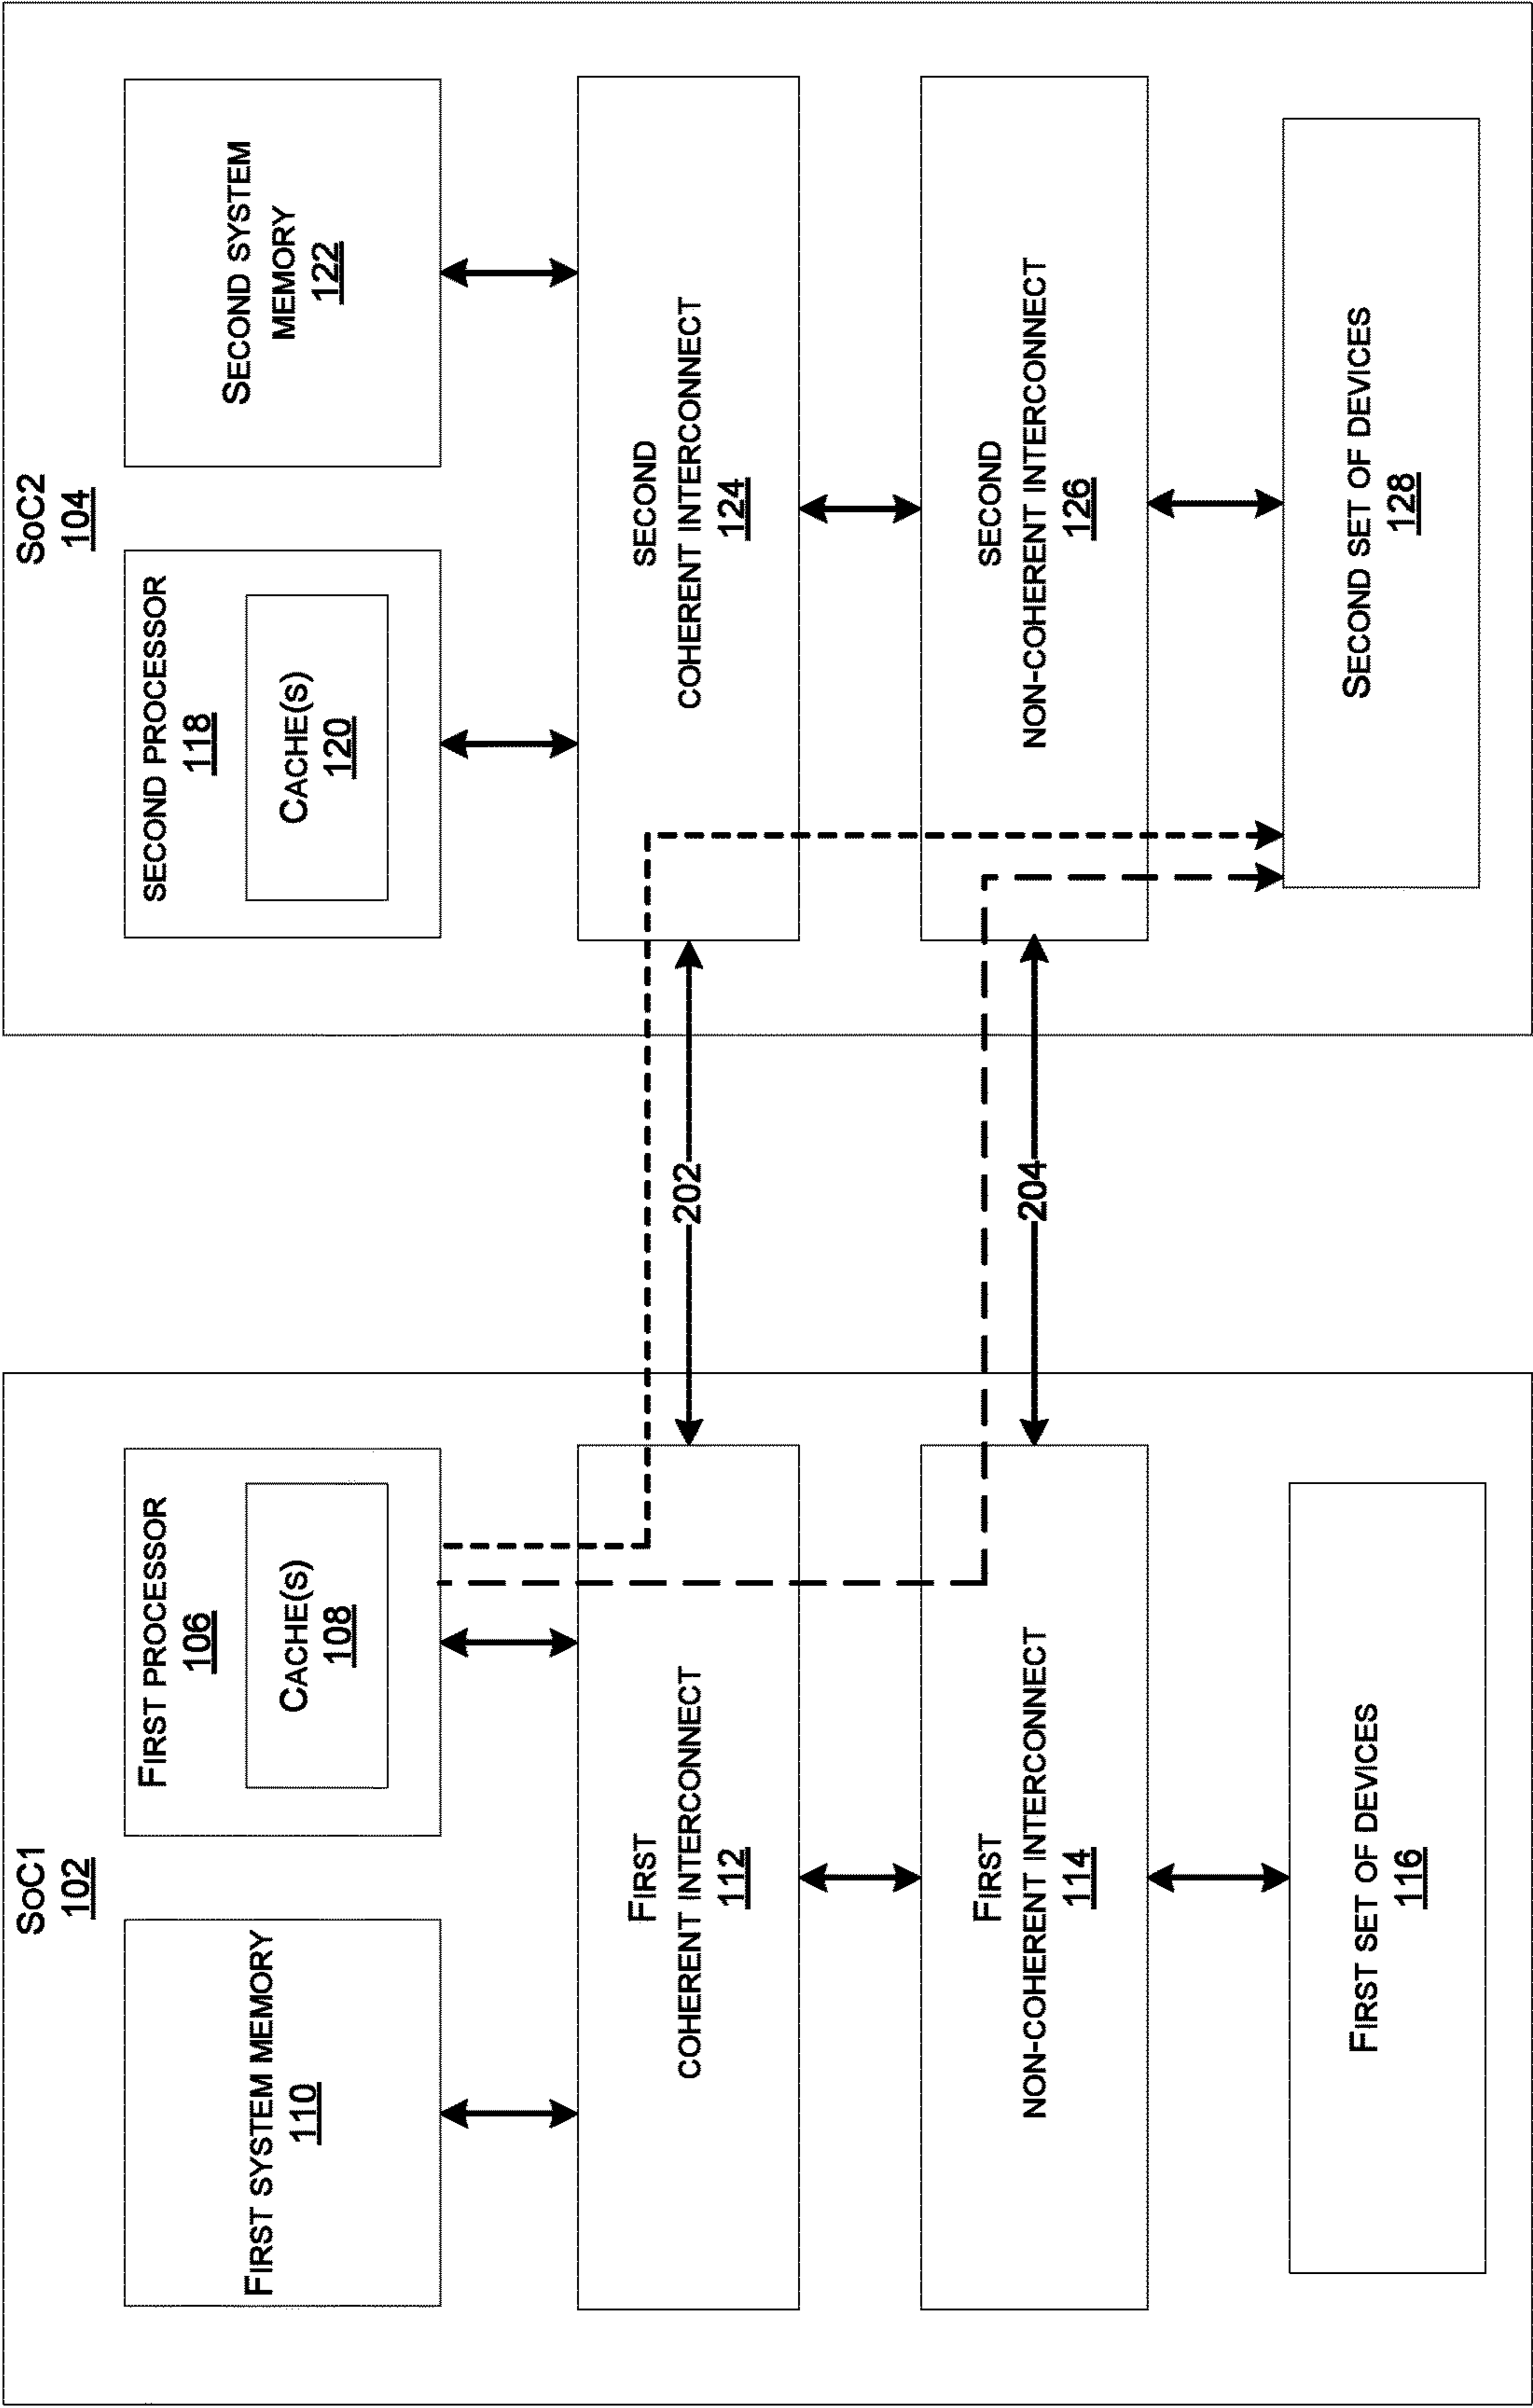 SoC1
102
First system memory
110
First processor
106
Cache(s)
108
First
coherent interconnect
112
First
non-coherent interconnect
114
First set of devices
116
202
204
SoC2
104
second processor
118
Cache(s)
120
Second system
memory
122
second
coherent interconnect
124
second
non-coherent interconnect
126
Second set of devices
128